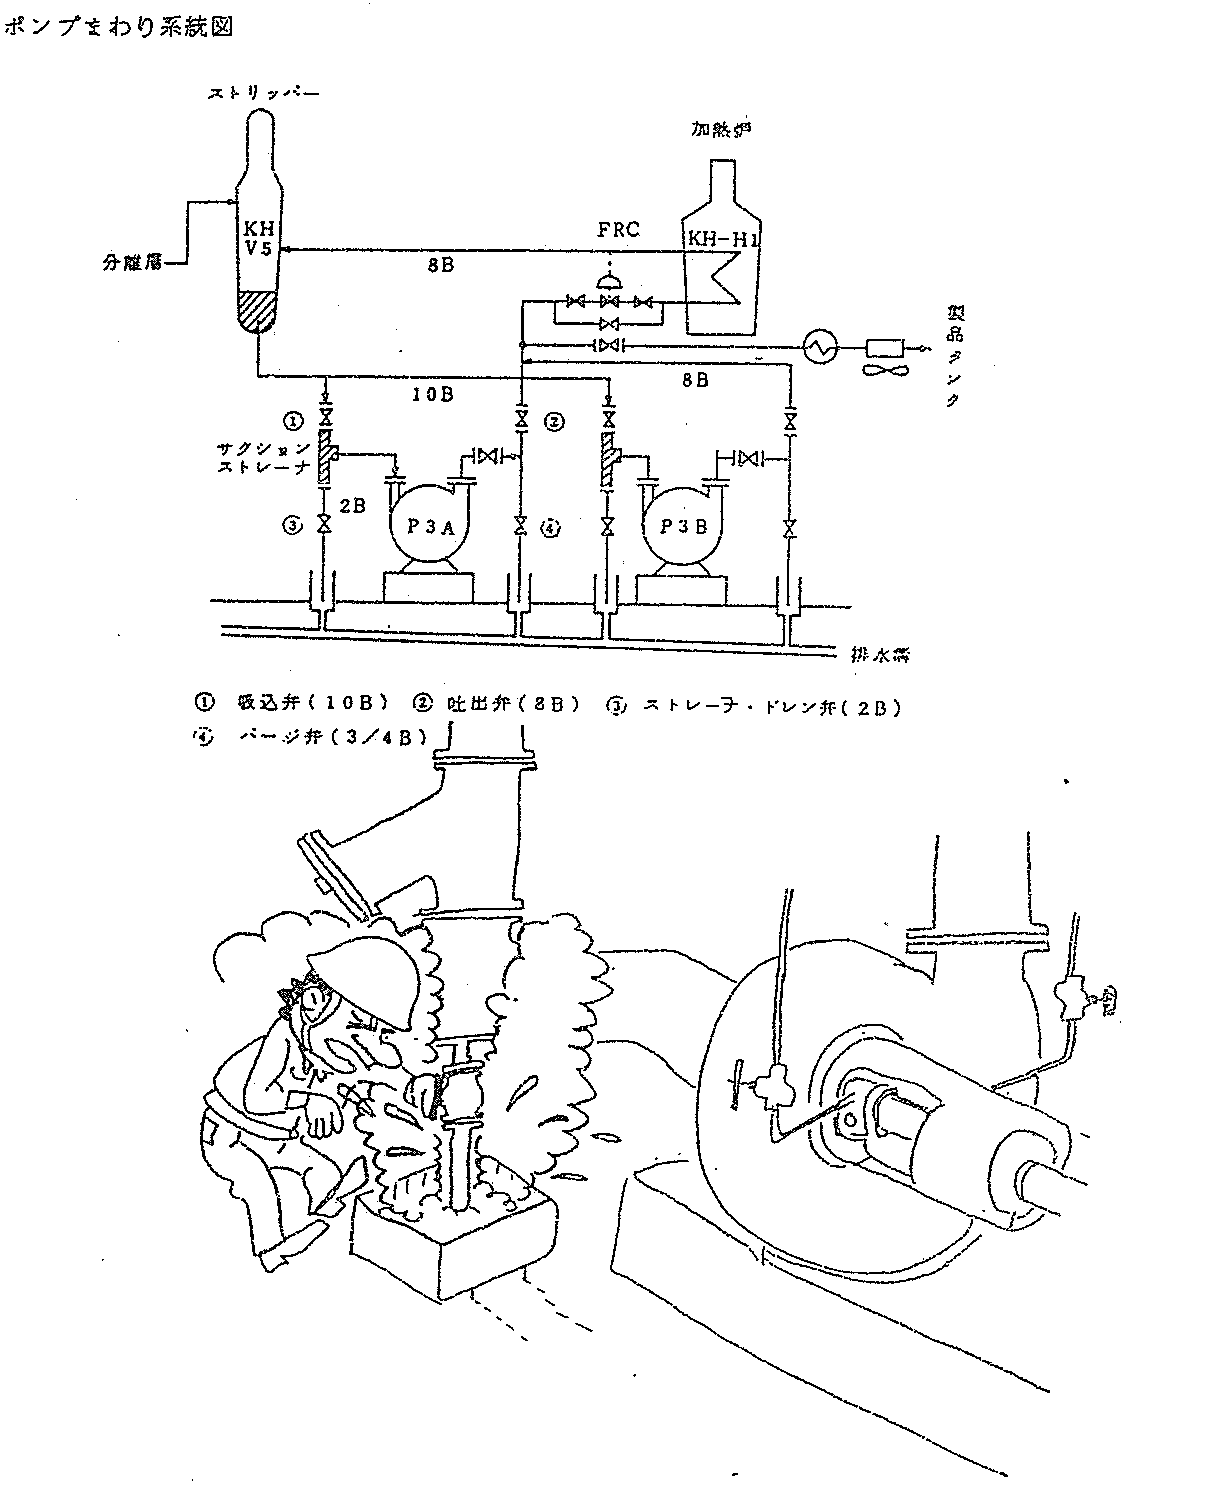 ポンプまわり系統図
ストリッパー
加熱炉
FRC
KH
V5
KH-H1
分離層
8B
製品タンク
8B
10B
①
②
サクション
ストレーナ
2B
③
P3A
④
P3B
排水溝
① 吸込弁(10B) ② 吐出弁(8B) ③ ストレーナ・ドレン弁(2B)
④ パージ弁(3/4B)